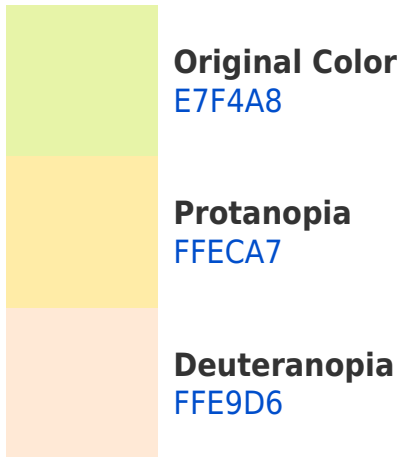 Original Color
E7F4A8
Protanopia
FFECA7
Deuteranopia
FFE9D6